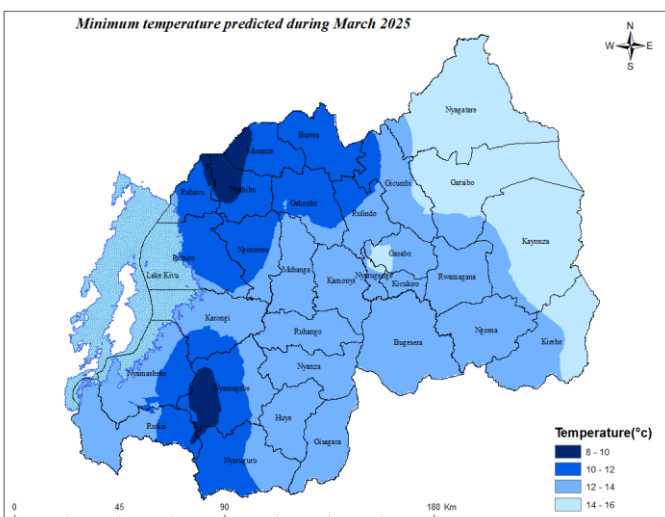 Minimum temperature predicted during March 2025
N
W E
S
Nyagatare
Burera
Musanze
Gatsibo
Gicumbi
Nyabihu
Rubavu
Gakenke
Rulindo
Kayonza
Gasabo
Ngororero
Rutsiro
Muhanga
Lake Kivu
Kamonyi
Nyarugenge
Kicukiro
Rwamagana
Karongi
Ruhango
Bugesera
Ngoma
Kirehe
Nyanza
Nyamasheke
Nyamagabe
Huye
Rusizi
Gisagara
Nyaruguru
Temperature(°c)
8 - 10
10 - 12
12 - 14
14 - 16
0 45 90 180 Km